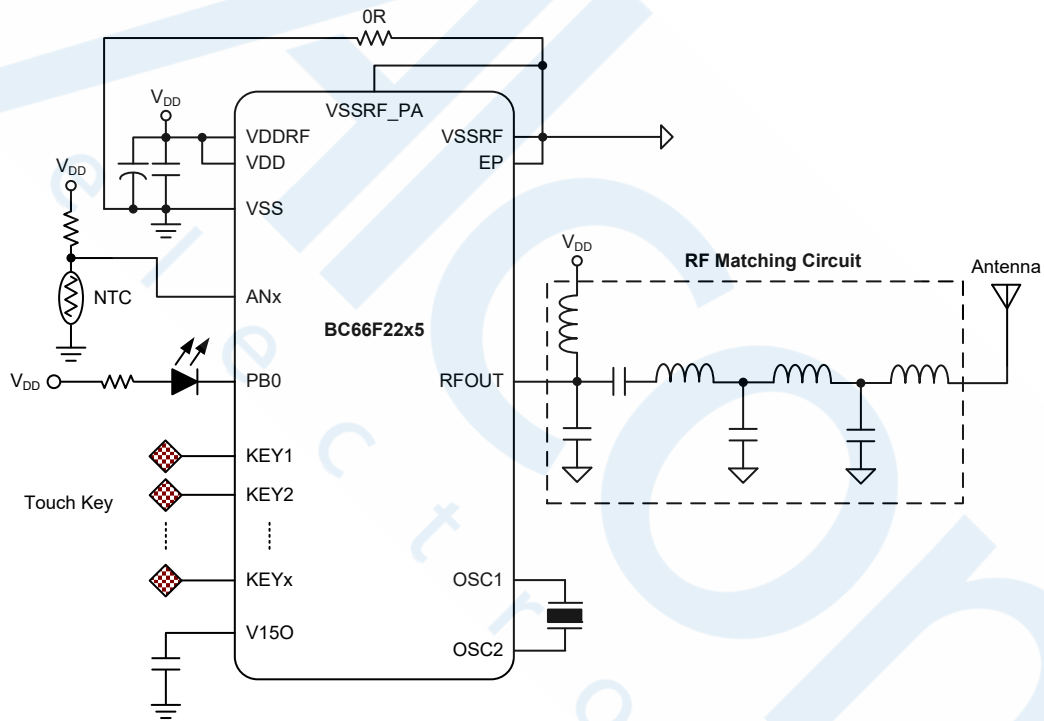 0R
VSSRF_PA
VDD
VDDRF
VDD
VSSRF
EP
VDD
VSS
VDD
RF Matching Circuit
Antenna
NTC
ANx
BC66F22x5
VDD
PB0
RFOUT
KEY1
Touch Key
KEY2
KEYx
OSC1
V15O
OSC2
e l e c t r o